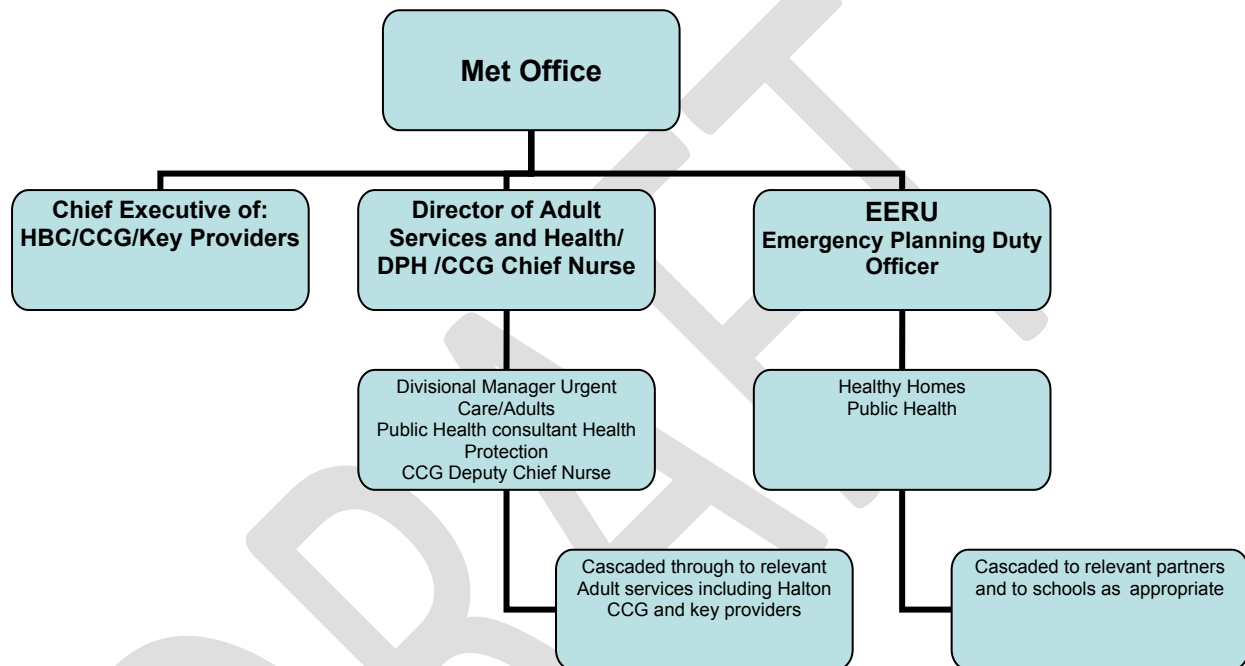 Met Office
Chief Executive of:
HBC/CCG/Key Providers
Director of Adult
Services and Health/
DPH /CCG Chief Nurse
EERU
Emergency Planning Duty
Officer
Divisional Manager Urgent
Care/Adults
Public Health consultant Health
Protection
CCG Deputy Chief Nurse
Healthy Homes
Public Health
Cascaded through to relevant
Adult services including Halton
CCG and key providers
Cascaded to relevant partners
and to schools as  appropriate
DRAFT